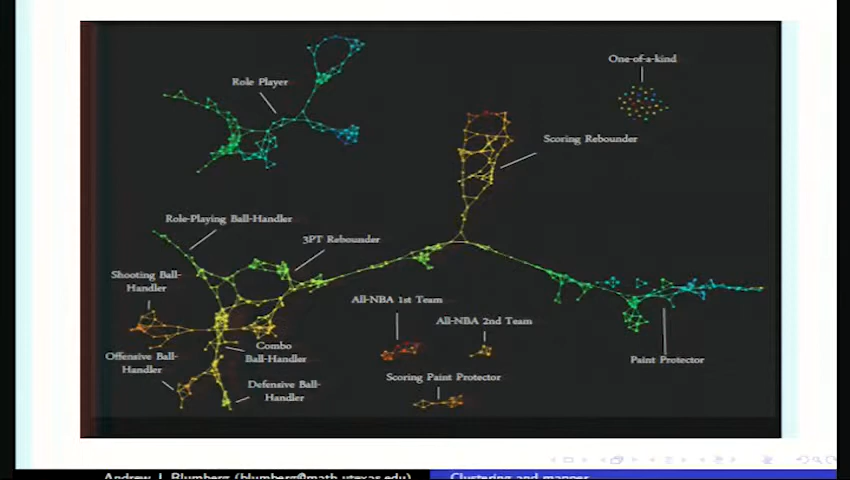 One-of-a-kind
Role Player
Scoring Rebounder
Role-Playing Ball-Handler
3PT Rebounder
Shooting Ball-
Handler
All-NBA 1st Team
All-NBA 2nd Team
Combo
Ball-Handler
Offensive Ball-
Handler
Paint Protector
Scoring Paint Protector
Defensive Ball-
Handler
Andrew J. Blumberg (blumberg@math.utexas.edu)
Clustering and mapper